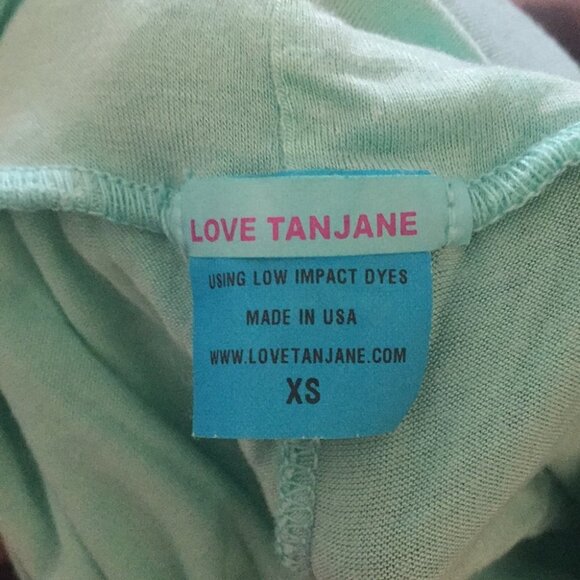 LOVE TANJANE
USING LOW IMPACT DYES
MADE IN USA
WWW.LOVETANJANE.COM
XS